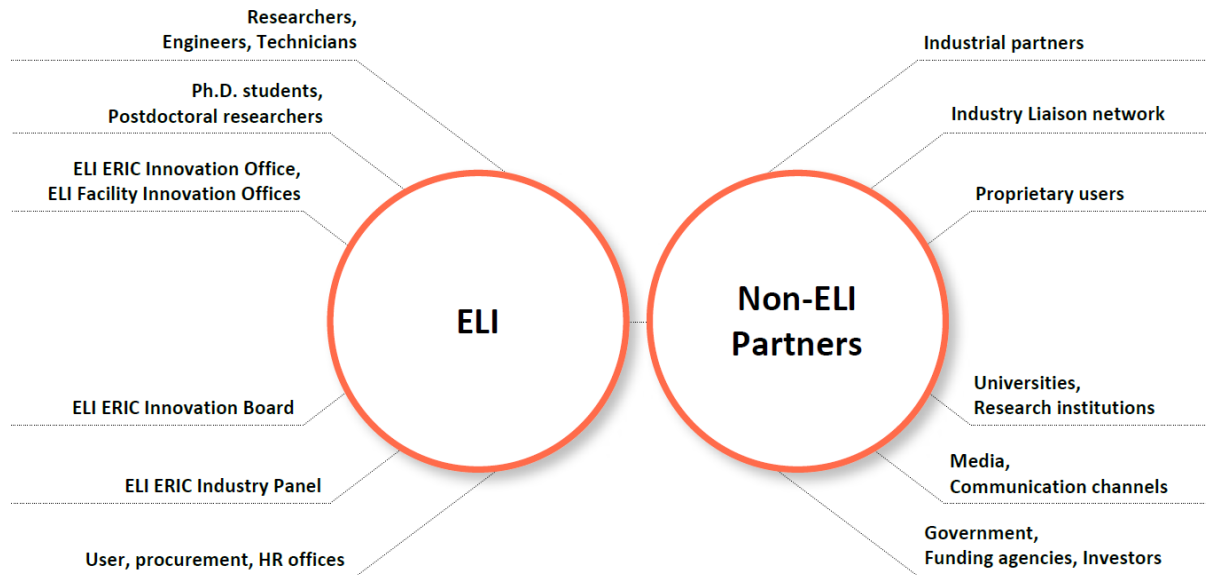 Researchers,
Engineers, Technicians
Ph.D. students,
Postdoctoral researchers
ELI ERIC Innovation Office,
ELI Facility Innovation Offices
ELI ERIC Innovation Board
ELI ERIC Industry Panel
User, procurement, HR offices
ELI
Non-ELI
Partners
Industrial partners
Industry Liaison network
Proprietary users
Universities,
Research institutions
Media,
Communication channels
Government,
Funding agencies, Investors